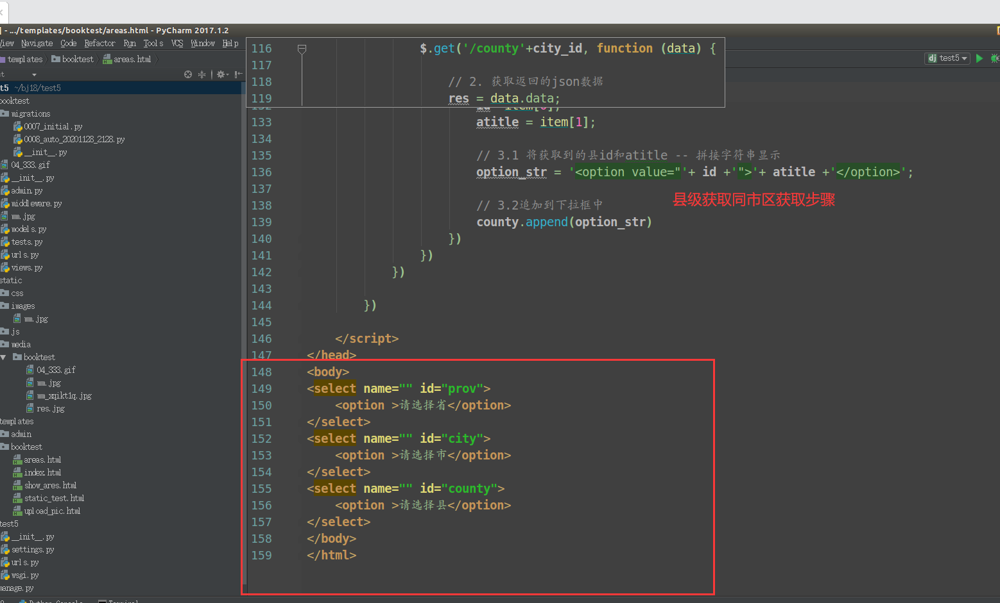 ] - .../templates/booktest/areas.html - PyCharm 2017.1.2
View Navigate Code Refactor Run Tools VCS Window Help
templates booktest areas.html
test5
t5 ~/bj18/test5
booktest
migrations
0007_initial.py
0008_auto_20201128_2128.py
__init__.py
04_333.gif
__init__.py
admin.py
middleware.py
mm.jpg
models.py
tests.py
urls.py
views.py
static
css
images
mm.jpg
js
media
booktest
04_333.gif
mm.jpg
mm_xqikt1q.jpg
res.jpg
templates
admin
booktest
areas.html
index.html
show_ares.html
static_test.html
upload_pic.html
test5
__init__.py
settings.py
urls.py
wsgi.py
manage.py
Python Console Terminal
116 $.get('/county'+city_id, function (data) {
117
118 // 2. 获取返回的json数据
119 res = data.data;
133 atitle = item[1];
134
135 // 3.1 将获取到的县id和atitle -- 拼接字符串显示
136 option_str = '<option value="'+ id +'">'+ atitle +'</option>';
137
县级获取同市区获取步骤
138 // 3.2追加到下拉框中
139 county.append(option_str)
140 })
141 })
142 })
143
144 })
145
146 </script>
147 </head>
148 <body>
149 <select name="" id="prov">
150 <option >请选择省</option>
151 </select>
152 <select name="" id="city">
153 <option >请选择市</option>
154 </select>
155 <select name="" id="county">
156 <option >请选择县</option>
157 </select>
158 </body>
159 </html>